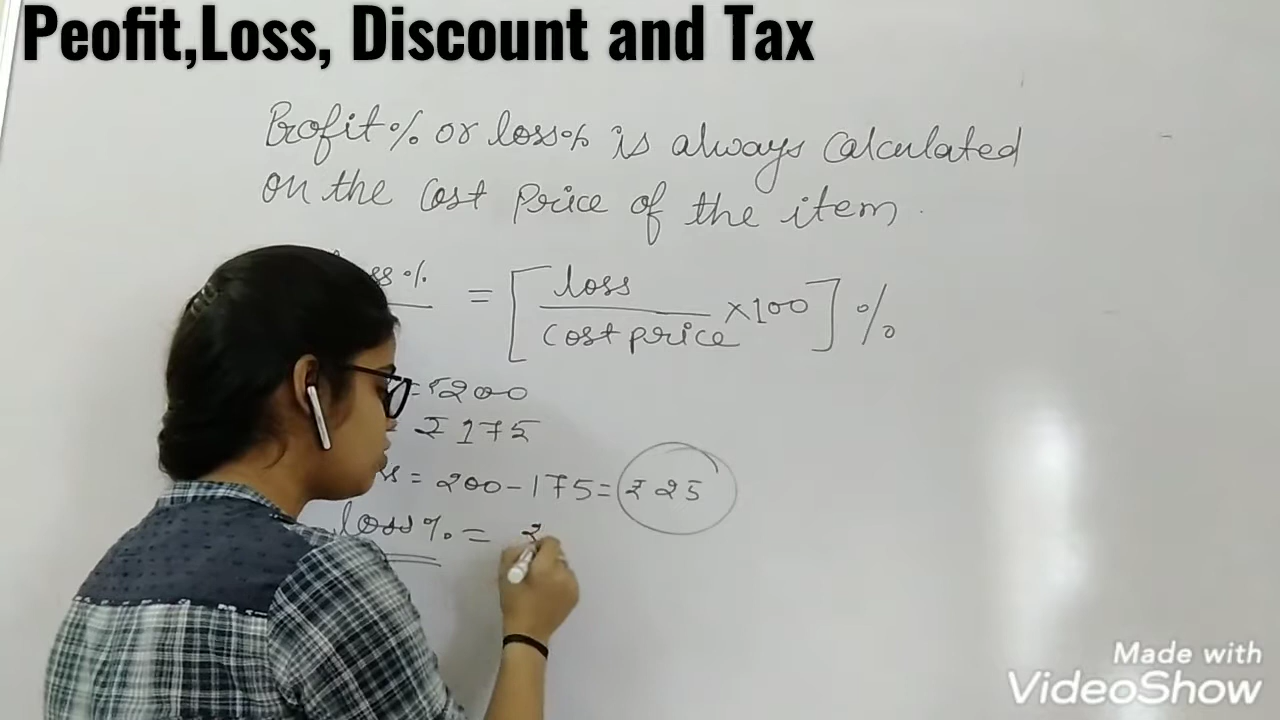 Peofit,Loss, Discount and Tax
Profit% or loss% is always calculated
on the cost price of the item.
% = [loss/cost price ×100] %
= ₹200
= ₹175
= 200-175= ₹25
loss% =
Made with
VideoShow